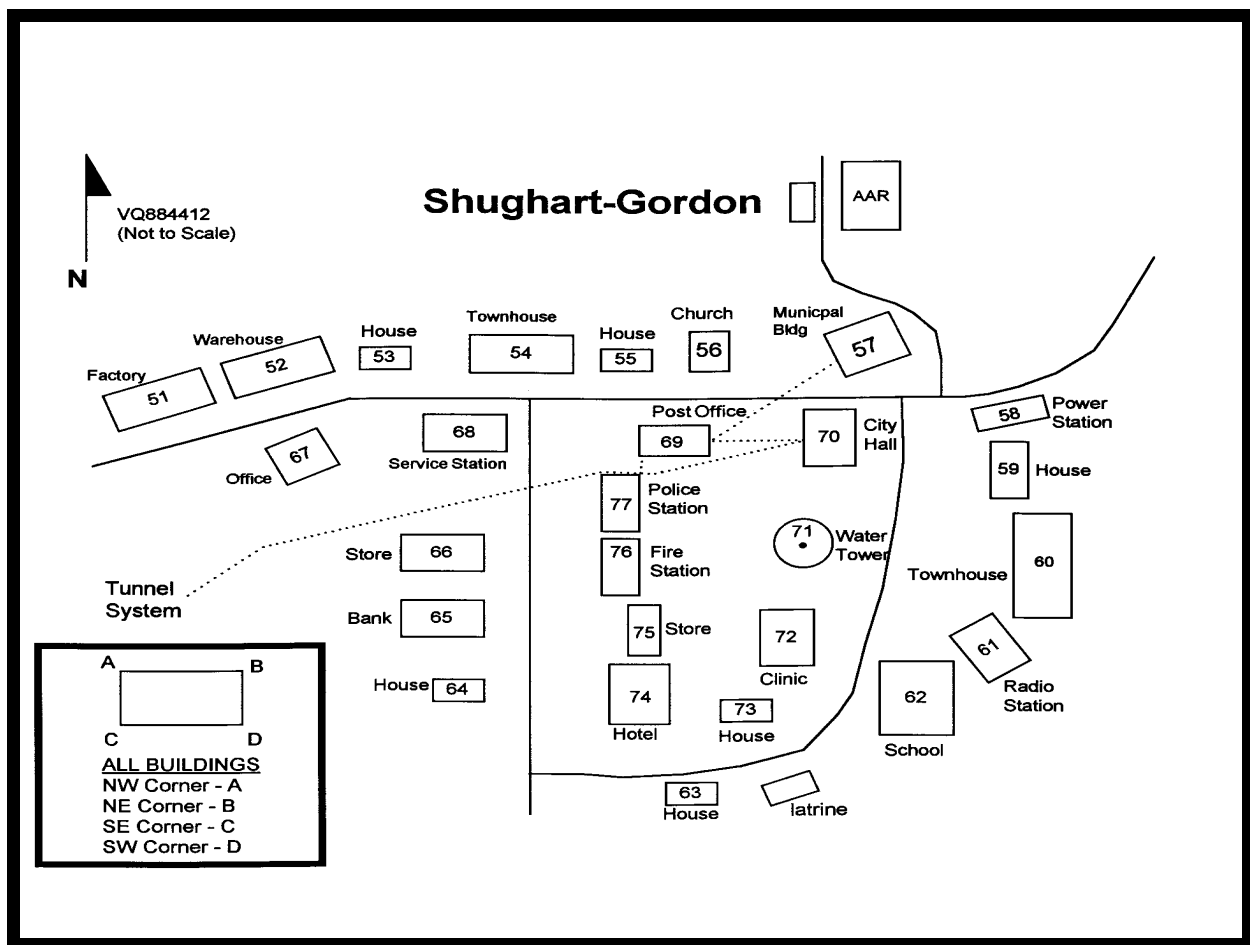 Shughart-Gordon
AAR
VQ884412
(Not to Scale)
N
Factory
51
Warehouse
52
House
53
Townhouse
54
House
55
Church
56
Municpal
Bldg
57
Power
Station
58
59
House
Townhouse
60
61
Radio
Station
62
School
63
House
latrine
House
64
Bank
65
Store
66
Office
67
68
Service Station
Post Office
69
70
City
Hall
71
Water
Tower
72
Clinic
73
House
74
Hotel
75
Store
76
Fire
Station
77
Police
Station
Tunnel
System
A
B
C
D
ALL BUILDINGS
NW Corner - A
NE Corner - B
SE Corner - C
SW Corner - D